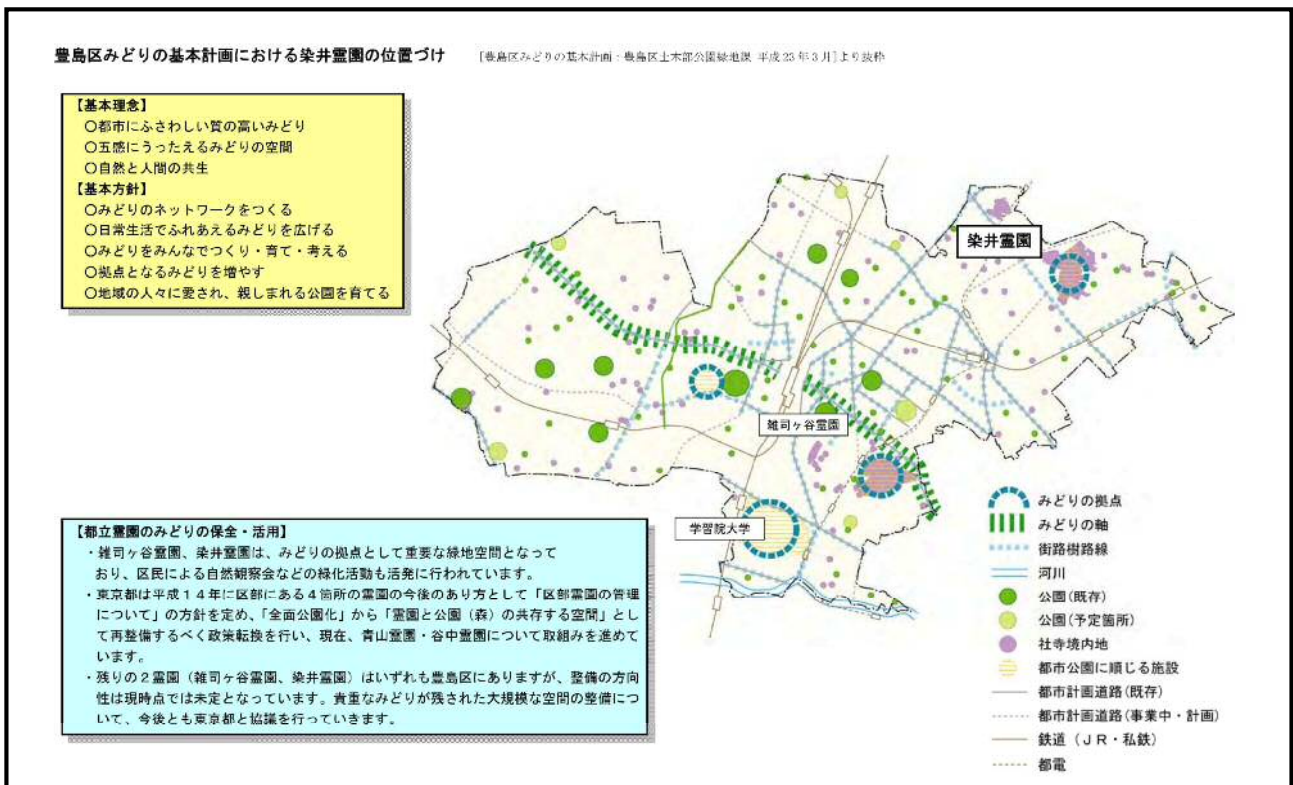 豊島区みどりの基本計画における染井霊園の位置づけ
［豊島区みどりの基本計画：豊島区土木部公園緑地課 平成23年3月］より抜粋
【基本理念】
○都市にふさわしい質の高いみどり
○五感にうったえるみどりの空間
○自然と人間の共生
【基本方針】
○みどりのネットワークをつくる
○日常生活でふれあえるみどりを広げる
○みどりをみんなでつくり・育て・考える
○拠点となるみどりを増やす
○地域の人々に愛され、親しまれる公園を育てる
染井霊園
雑司ヶ谷霊園
学習院大学
【都立霊園のみどりの保全・活用】
・雑司ヶ谷霊園、染井霊園は、みどりの拠点として重要な緑地空間となって
おり、区民による自然観察会などの緑化活動も活発に行われています。
・東京都は平成１４年に区部にある４箇所の霊園の今後のあり方として「区部霊園の管理
について」の方針を定め、「全面公園化」から「霊園と公園（森）の共存する空間」とし
て再整備するべく政策転換を行い、現在、青山霊園・谷中霊園について取組みを進めて
います。
・残りの２霊園（雑司ヶ谷霊園、染井霊園）はいずれも豊島区にありますが、整備の方向
性は現時点では未定となっています。貴重なみどりが残された大規模な空間の整備につ
いて、今後とも東京都と協議を行っていきます。
みどりの拠点
みどりの軸
街路樹路線
河川
公園(既存)
公園(予定箇所)
社寺境内地
都市公園に順じる施設
都市計画道路(既存)
都市計画道路(事業中・計画)
鉄道（ＪＲ・私鉄）
都電